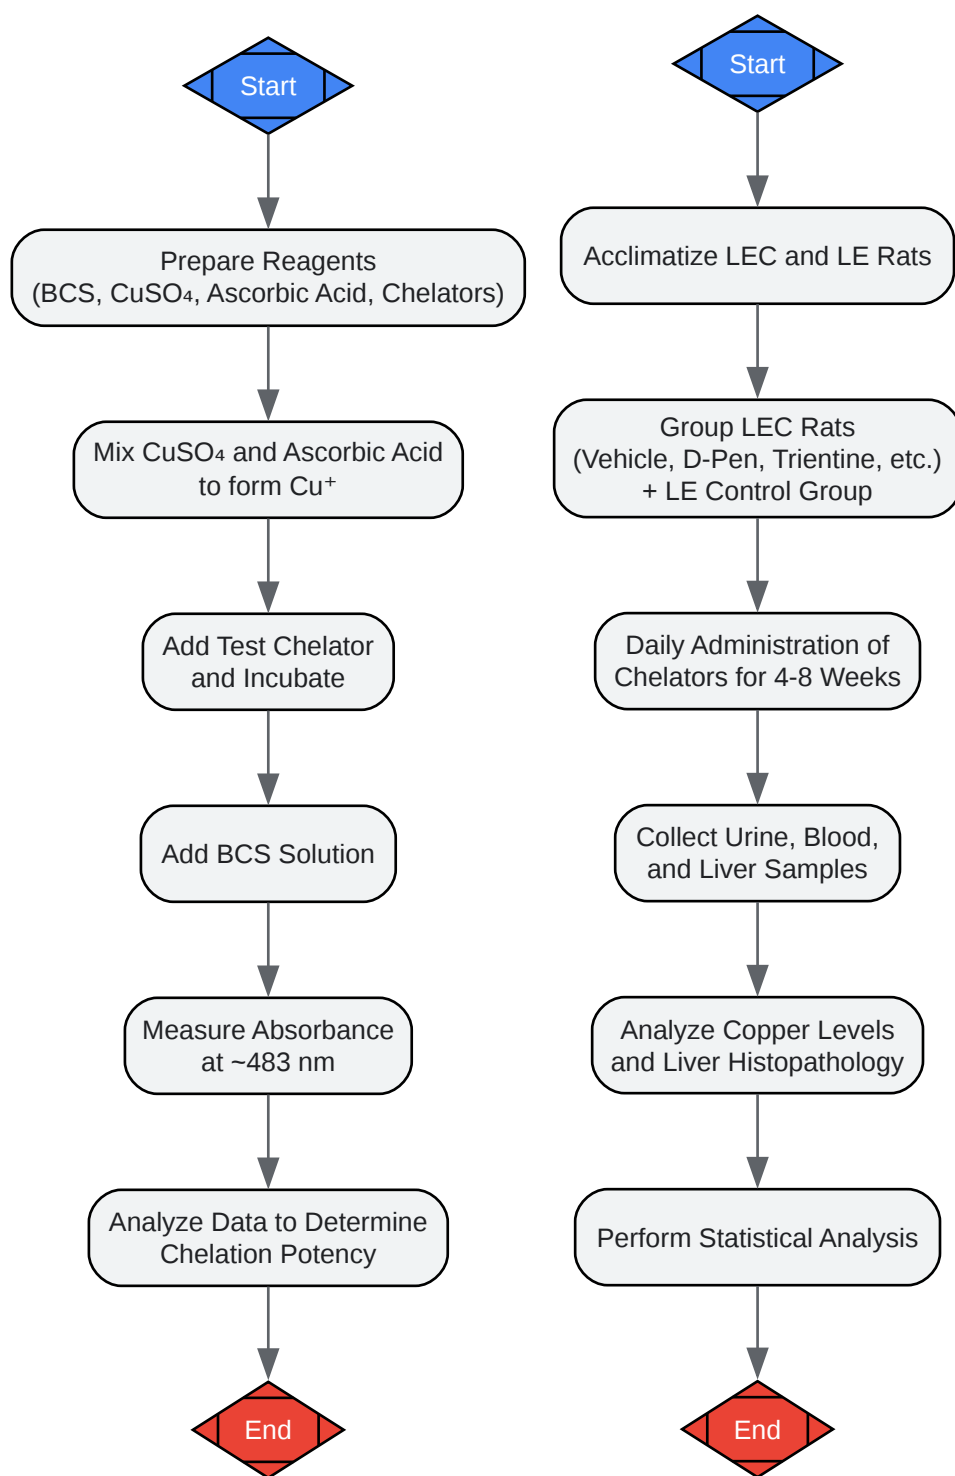 Start
Prepare Reagents
(BCS, CuSO₄, Ascorbic Acid, Chelators)
Mix CuSO₄ and Ascorbic Acid
to form Cu⁺
Add Test Chelator
and Incubate
Add BCS Solution
Measure Absorbance
at ~483 nm
Analyze Data to Determine
Chelation Potency
End
Start
Acclimatize LEC and LE Rats
Group LEC Rats
(Vehicle, D-Pen, Trientine, etc.)
+ LE Control Group
Daily Administration of
Chelators for 4-8 Weeks
Collect Urine, Blood,
and Liver Samples
Analyze Copper Levels
and Liver Histopathology
Perform Statistical Analysis
End